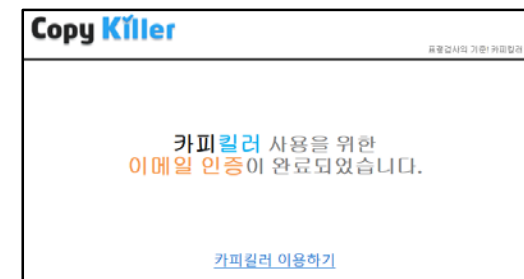 Copy Killer
표절검사의 기준! 카피킬러
카피킬러 사용을 위한
이메일 인증이 완료되었습니다.
카피킬러 이용하기